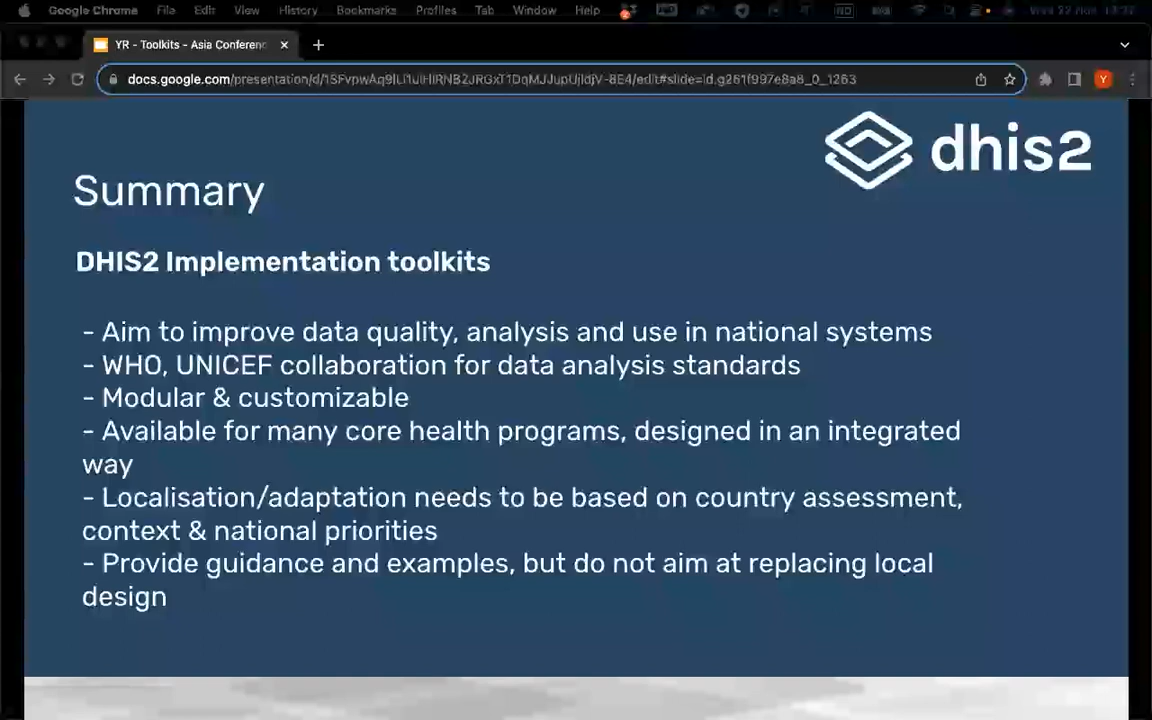 Google Chrome File Edit View History Bookmarks Profiles Tab Window Help
YR - Toolkits - Asia Conferenc
docs.google.com/presentation/d/
Y
dhis2
Summary
DHIS2 Implementation toolkits
- Aim to improve data quality, analysis and use in national systems
- WHO, UNICEF collaboration for data analysis standards
- Modular & customizable
- Available for many core health programs, designed in an integrated
way
- Localisation/adaptation needs to be based on country assessment,
context & national priorities
- Provide guidance and examples, but do not aim at replacing local
design